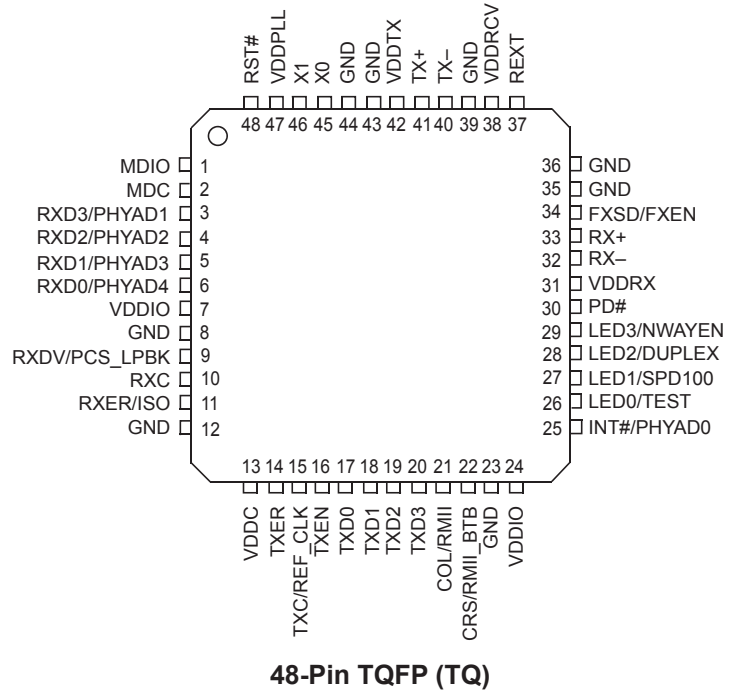 RST#
VDDPLL
X1
X0
GND
GND
VDDTX
TX+
TX–
GND
VDDRCV
REXT
48 47 46 45 44 43 42 41 40 39 38 37
MDIO 1
MDC 2
RXD3/PHYAD1 3
RXD2/PHYAD2 4
RXD1/PHYAD3 5
RXD0/PHYAD4 6
VDDIO 7
GND 8
RXDV/PCS_LPBK 9
RXC 10
RXER/ISO 11
GND 12
36 GND
35 GND
34 FXSD/FXEN
33 RX+
32 RX–
31 VDDRX
30 PD#
29 LED3/NWAYEN
28 LED2/DUPLEX
27 LED1/SPD100
26 LED0/TEST
25 INT#/PHYAD0
13 14 15 16 17 18 19 20 21 22 23 24
VDDC
TXER
TXC/REF_CLK
TXEN
TXD0
TXD1
TXD2
TXD3
COL/RMII
CRS/RMII_BTB
GND
VDDIO
48-Pin TQFP (TQ)